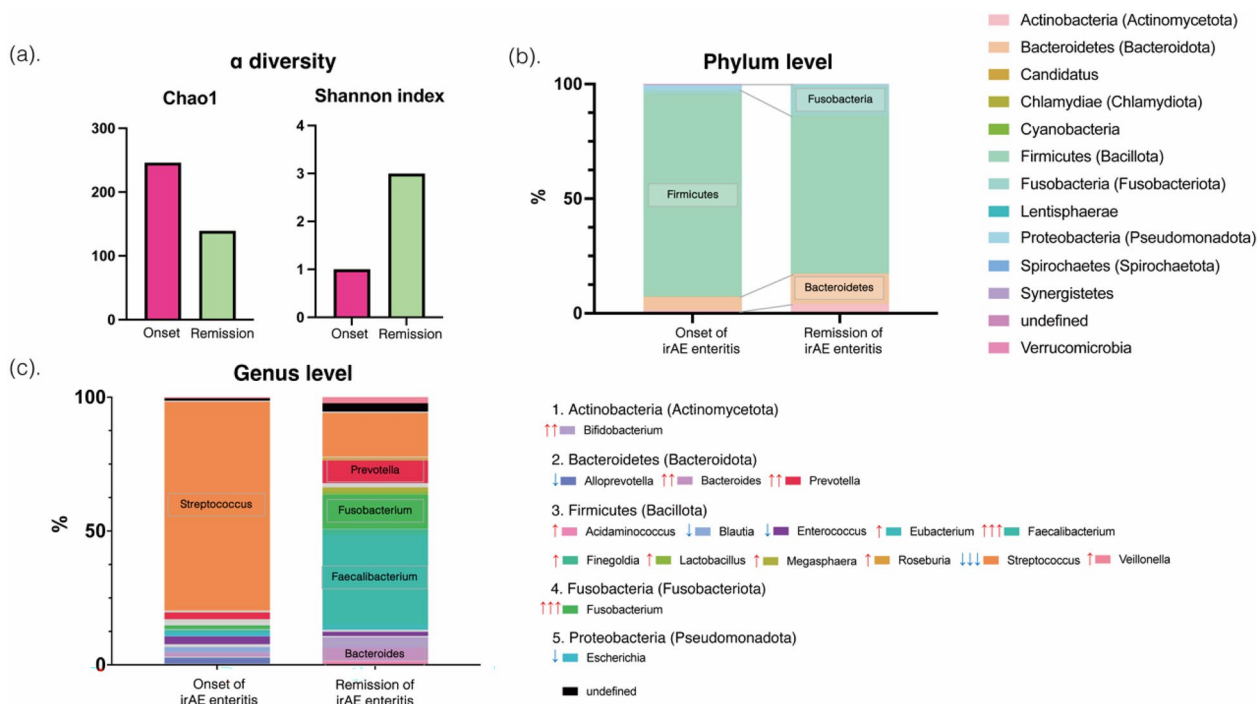 (a).
α diversity
Chao1
Shannon index
300
200
100
0
Onset Remission
4
3
2
1
0
Onset Remission
(b).
Phylum level
100
50
0
%
Fusobacteria
Firmicutes
Bacteroidetes
Onset of
irAE enteritis
Remission of
irAE enteritis
Actinobacteria (Actinomycetota)
Bacteroidetes (Bacteroidota)
Candidatus
Chlamydiae (Chlamydiota)
Cyanobacteria
Firmicutes (Bacillota)
Fusobacteria (Fusobacteriota)
Lentisphaerae
Proteobacteria (Pseudomonadota)
Spirochaetes (Spirochaetota)
Synergistetes
undefined
Verrucomicrobia
(c).
Genus level
100
50
0
%
Streptococcus
Prevotella
Fusobacterium
Faecalibacterium
Bacteroides
Onset of
irAE enteritis
Remission of
irAE enteritis
1. Actinobacteria (Actinomycetota)
↑↑ Bifidobacterium
2. Bacteroidetes (Bacteroidota)
↓ Alloprevotella ↑↑ Bacteroides ↑↑ Prevotella
3. Firmicutes (Bacillota)
↑ Acidaminococcus ↓ Blautia ↓ Enterococcus ↑ Eubacterium ↑↑↑ Faecalibacterium
↑ Finegoldia ↑ Lactobacillus ↑ Megasphaera ↑ Roseburia ↓↓↓ Streptococcus ↑ Veillonella
4. Fusobacteria (Fusobacteriota)
↑↑↑ Fusobacterium
5. Proteobacteria (Pseudomonadota)
↓ Escherichia
undefined